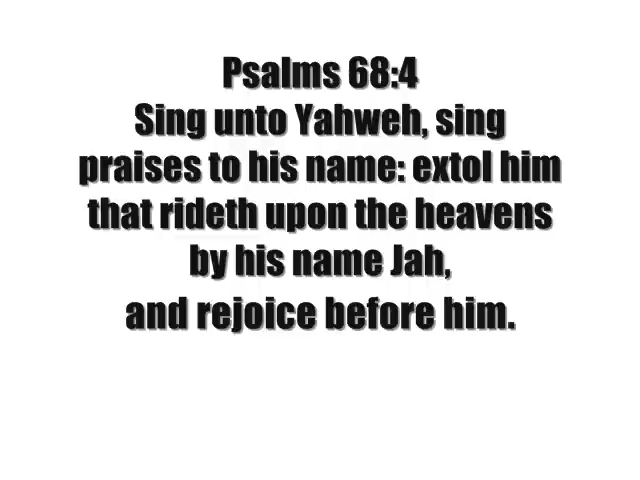 Psalms 68:4
Sing unto Yahweh, sing
praises to his name: extol him
that rideth upon the heavens
by his name Jah,
and rejoice before him.